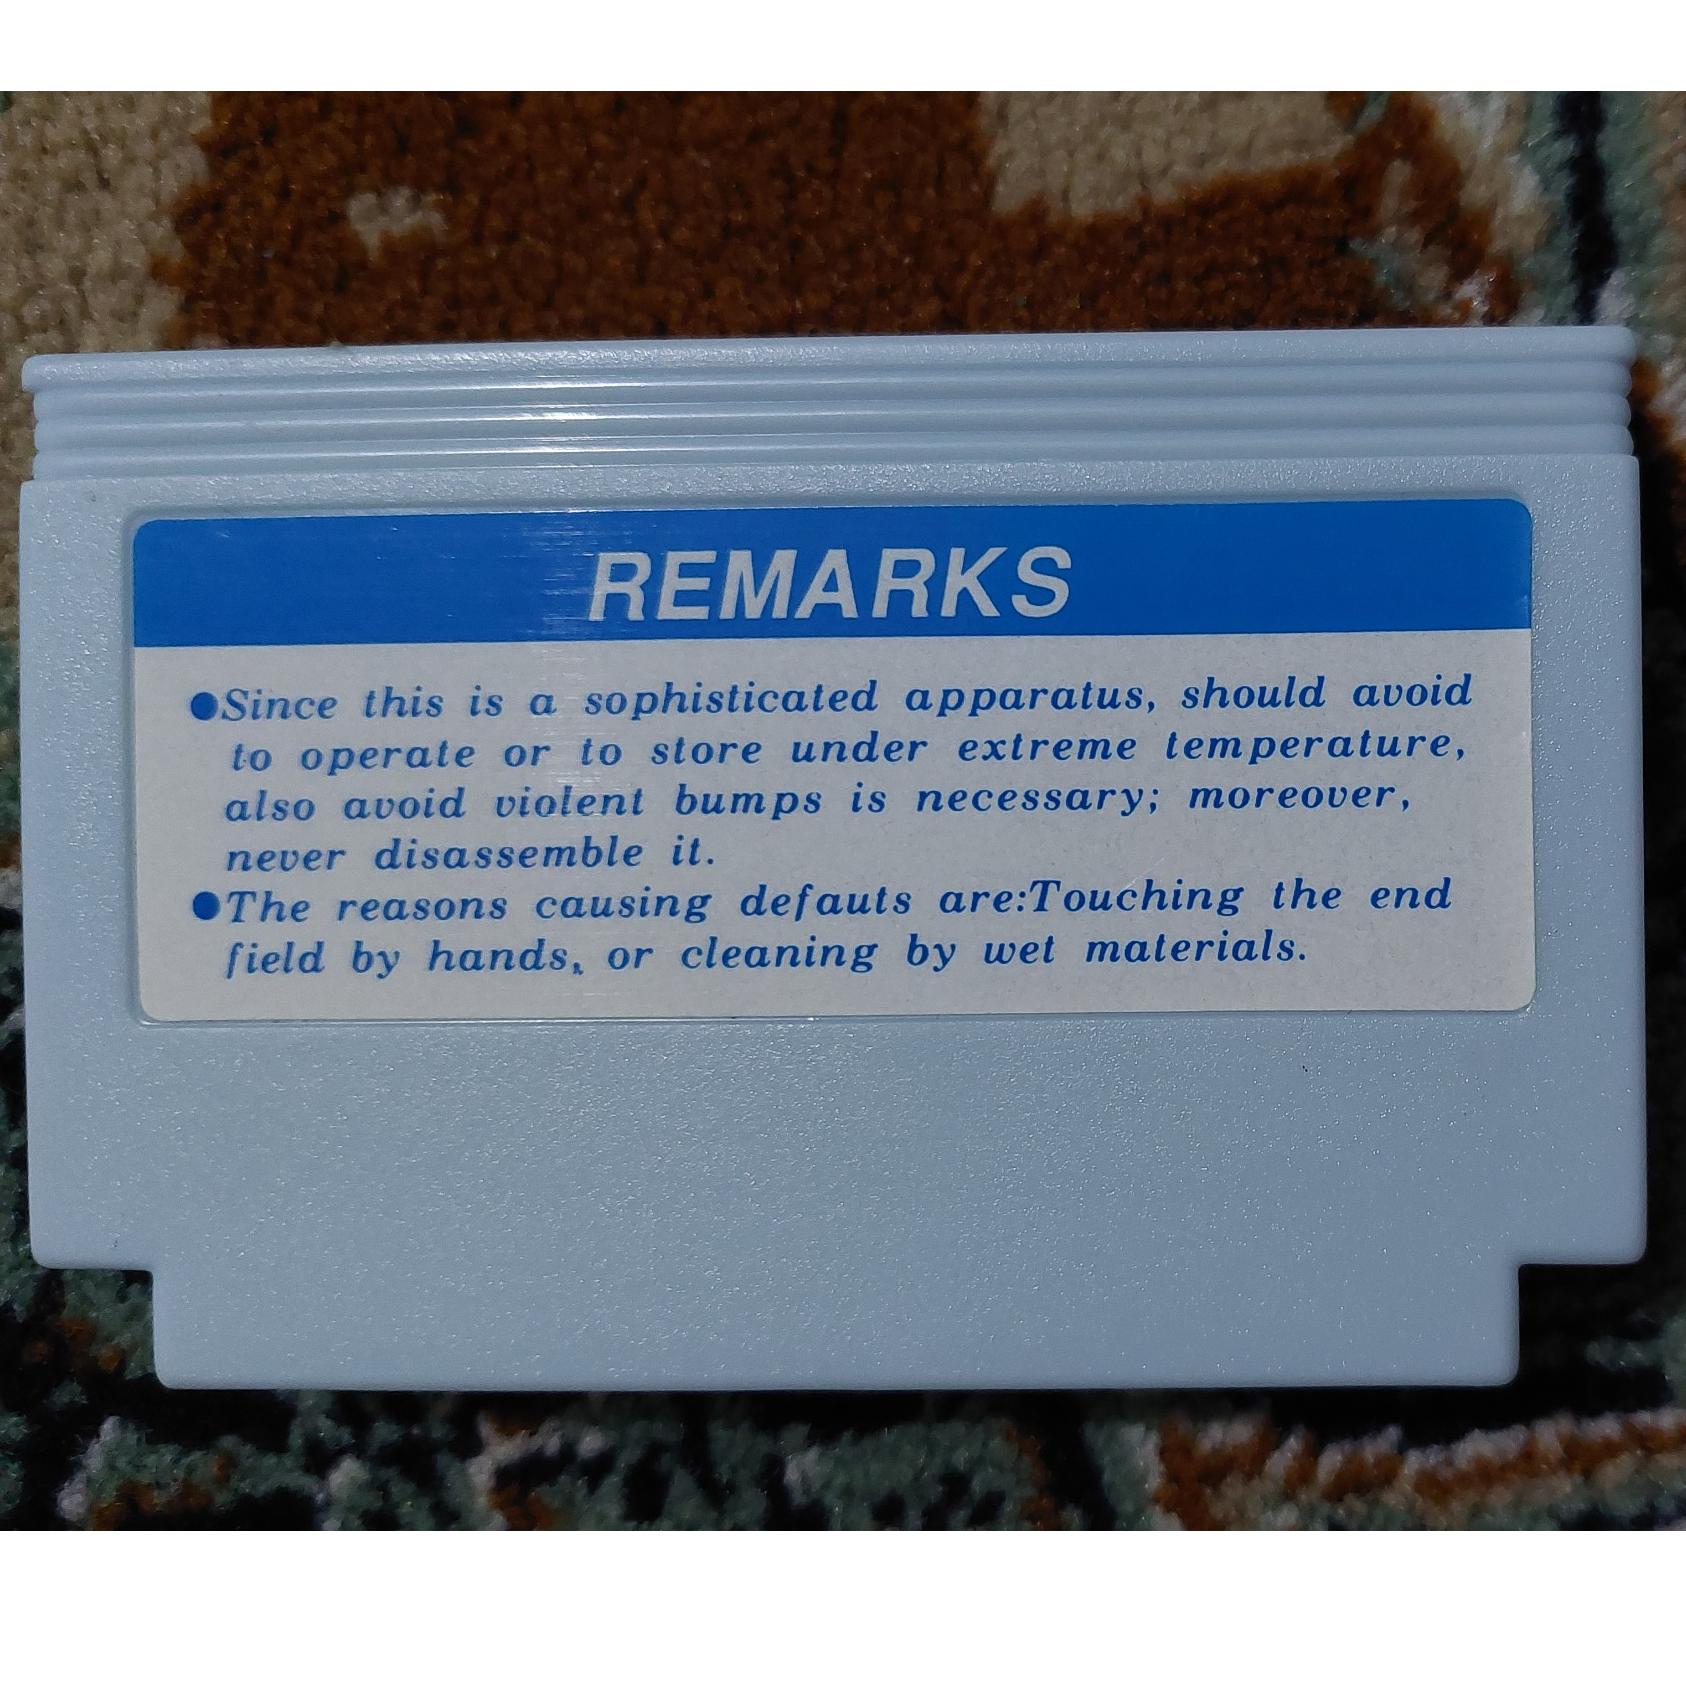 REMARKS
●Since this is a sophisticated apparatus, should avoid
to operate or to store under extreme temperature,
also avoid violent bumps is necessary; moreover,
never disassemble it.
●The reasons causing defauts are:Touching the end
field by hands, or cleaning by wet materials.